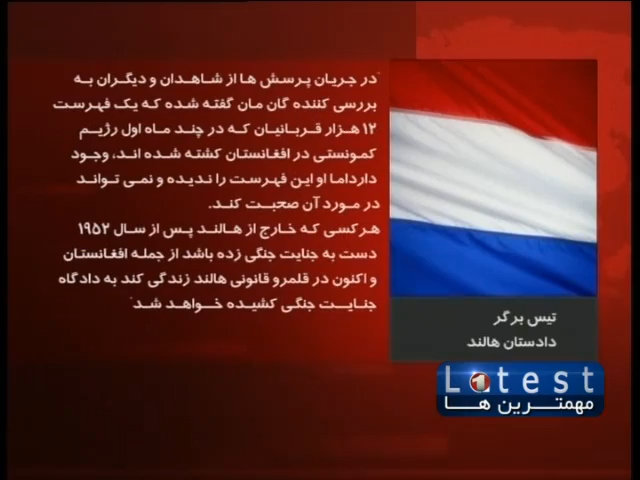 "در جریان پرسش ها از شاهدان و دیگران به
بررسی کننده گان مان گفته شده که یک فهرست
۱۲ هزار قربانیان که در چند ماه اول رژیم
کمونستی در افغانستان کشته شده اند، وجود
دارداما او این فهرست را ندیده و نمی تواند
در مورد آن صحبت کند.
هرکسی که خارج از هالند پس از سال ۱۹۵۲
دست به جنایت جنگی زده باشد از جمله افغانستان
و اکنون در قلمرو قانونی هالند زندگی کند به دادگاه
جنایت جنگی کشیده خواهد شد"
تیس برگر
دادستان هالند
Latest
1
مهمترین ها